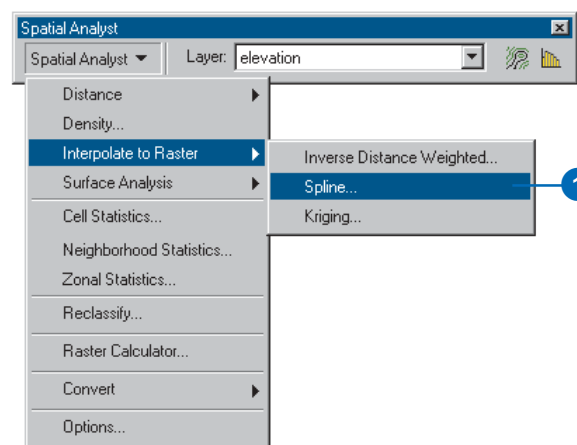 Spatial Analyst
Spatial Analyst Layer: elevation
Distance
Density...
Interpolate to Raster
Surface Analysis
Cell Statistics...
Neighborhood Statistics...
Zonal Statistics...
Reclassify...
Raster Calculator...
Convert
Options...
Inverse Distance Weighted...
Spline...
Kriging...
1